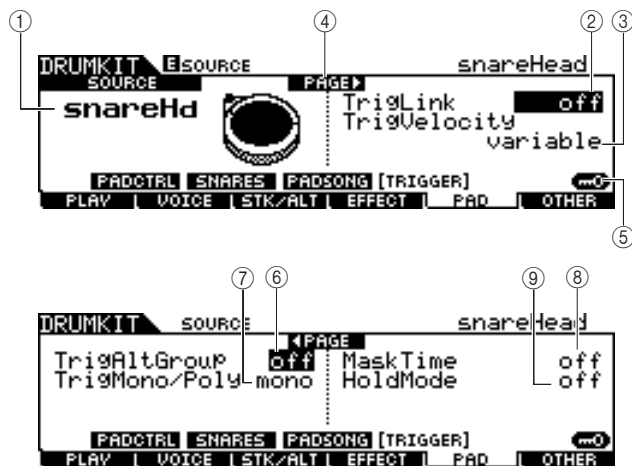 ① ④ ② ③
DRUMKIT E SOURCE snareHead
SOURCE PAGE▶
snareHd TrigLink off
TrigVelocity
variable
PADCTRL SNARES PADSONG [TRIGGER]
PLAY VOICE STK/ALT EFFECT PAD OTHER
⑤
⑦ ⑥ ⑨ ⑧
DRUMKIT SOURCE snareHead
◀PAGE
TrigAltGroup off MaskTime off
TrigMono/Poly mono HoldMode off
PADCTRL SNARES PADSONG [TRIGGER]
PLAY VOICE STK/ALT EFFECT PAD OTHER